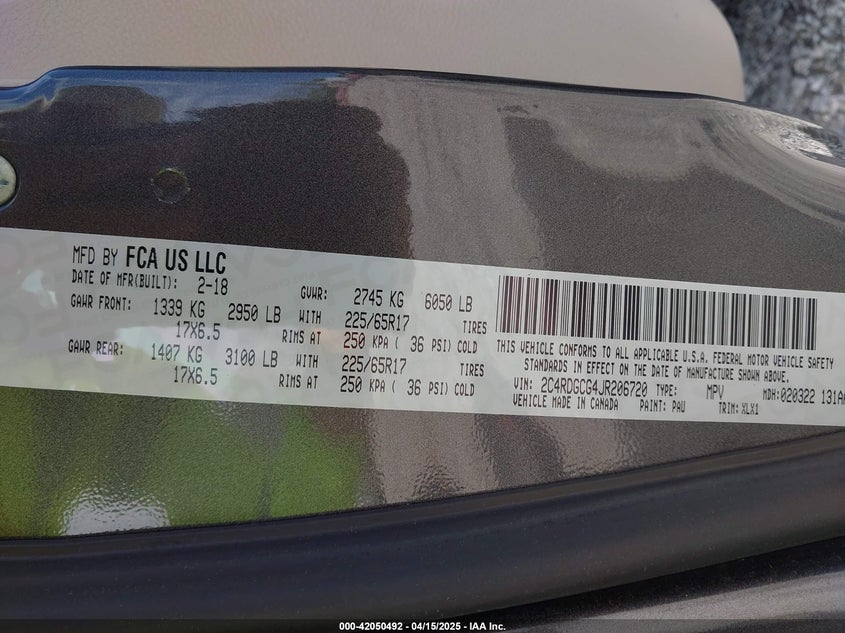 MFD BY FCA US LLC
DATE OF MFR(BUILT): 2-18 GVWR: 2745 KG 6050 LB
GAWR FRONT: 1339 KG 2950 LB WITH 225/65R17 TIRES
17X6.5 RIMS AT 250 KPA ( 36 PSI) COLD
GAWR REAR: 1407 KG 3100 LB WITH 225/65R17 TIRES
17X6.5 RIMS AT 250 KPA ( 36 PSI) COLD
THIS VEHICLE CONFORMS TO ALL APPLICABLE U.S.A. FEDERAL MOTOR VEHICLE SAFETY
STANDARDS IN EFFECT ON THE DATE OF MANUFACTURE SHOWN ABOVE.
VIN: 2C4RDGCG4JR206720 TYPE: MPV MDH:020322 131A
VEHICLE MADE IN CANADA PAINT: PAU TRIM: XLX1
000-42050492 - 04/15/2025 - IAA Inc.